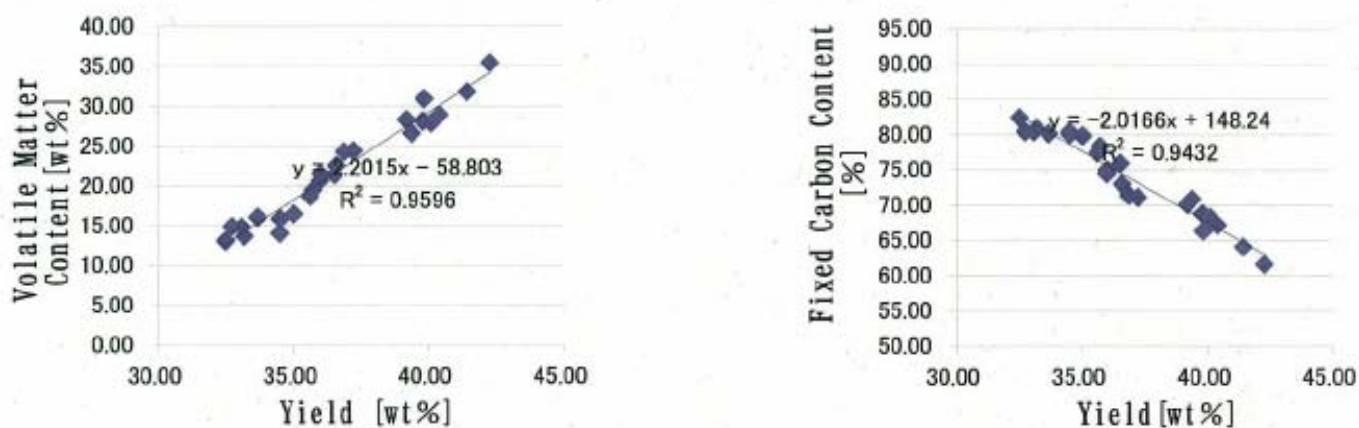 40.00
35.00
30.00
25.00
20.00
15.00
10.00
5.00
0.00
Volatile Matter
Content[wt%]
y = 2.2015x − 58.803
R² = 0.9596
30.00 35.00 40.00 45.00
Yield [wt%]
95.00
90.00
85.00
80.00
75.00
70.00
65.00
60.00
55.00
50.00
Fixed Carbon Content
[%]
y = −2.0166x + 148.24
R² = 0.9432
30.00 35.00 40.00 45.00
Yield[wt%]